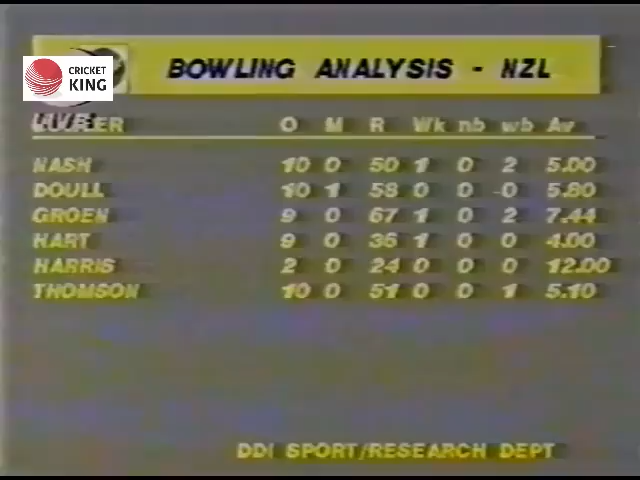 CRICKET
KING
BOWLING ANALYSIS - NZL
O M R Wk nb wb Av
NASH 10 0 50 1 0 2 5.00
DOULL 10 1 58 0 0 -0 5.80
GROEN 9 0 67 1 0 2 7.44
HART 9 0 36 1 0 0 4.00
HARRIS 2 0 24 0 0 0 12.00
THOMSON 10 0 51 0 0 1 5.10
DDI SPORT/RESEARCH DEPT